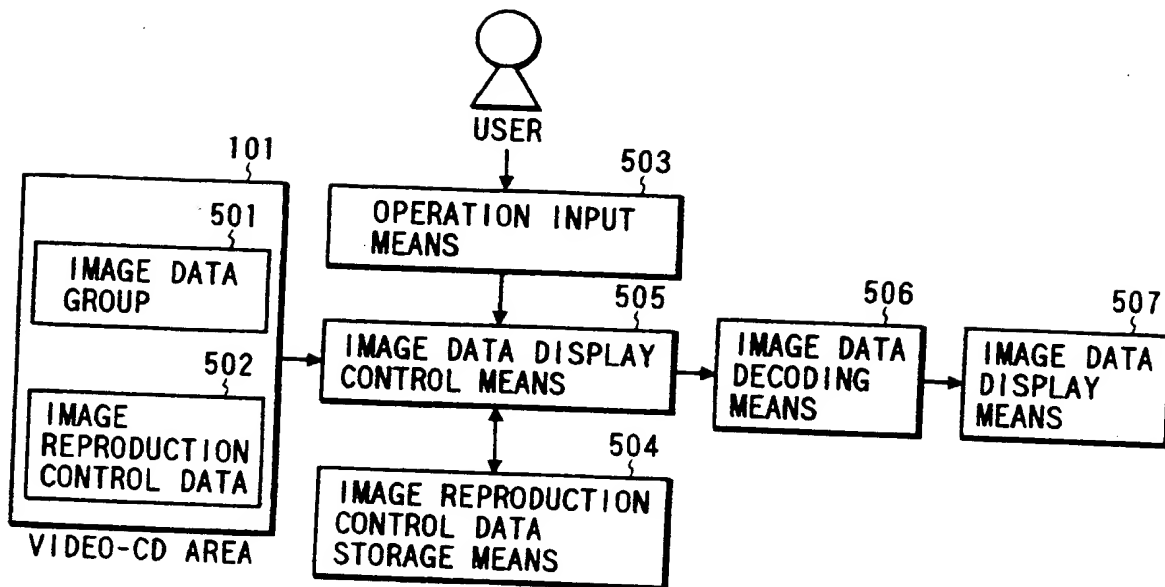 USER
101
503
501
OPERATION INPUT
MEANS
IMAGE DATA
GROUP
505
506
507
502
IMAGE DATA DISPLAY
CONTROL MEANS
IMAGE DATA
DECODING
MEANS
IMAGE DATA
DISPLAY
MEANS
IMAGE
REPRODUCTION
CONTROL DATA
504
IMAGE REPRODUCTION
CONTROL DATA
STORAGE MEANS
VIDEO-CD AREA